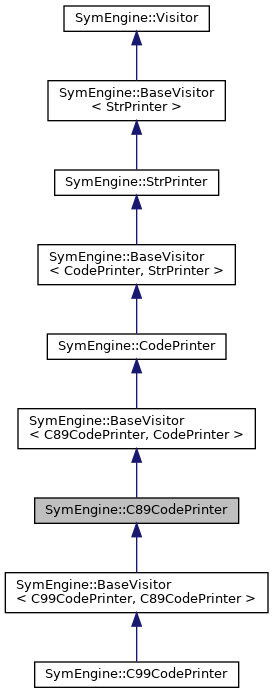 SymEngine::Visitor
SymEngine::BaseVisitor
< StrPrinter >
SymEngine::StrPrinter
SymEngine::BaseVisitor
< CodePrinter, StrPrinter >
SymEngine::CodePrinter
SymEngine::BaseVisitor
< C89CodePrinter, CodePrinter >
SymEngine::C89CodePrinter
SymEngine::BaseVisitor
< C99CodePrinter, C89CodePrinter >
SymEngine::C99CodePrinter